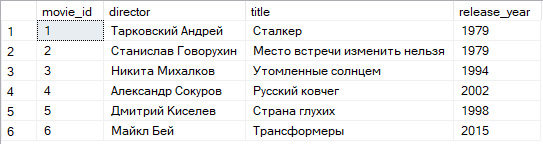 movie_id director title release_year
1 1 Тарковский Андрей Сталкер 1979
2 2 Станислав Говорухин Место встречи изменить нельзя 1979
3 3 Никита Михалков Утомленные солнцем 1994
4 4 Александр Сокуров Русский ковчег 2002
5 5 Дмитрий Киселев Страна глухих 1998
6 6 Майкл Бей Трансформеры 2015